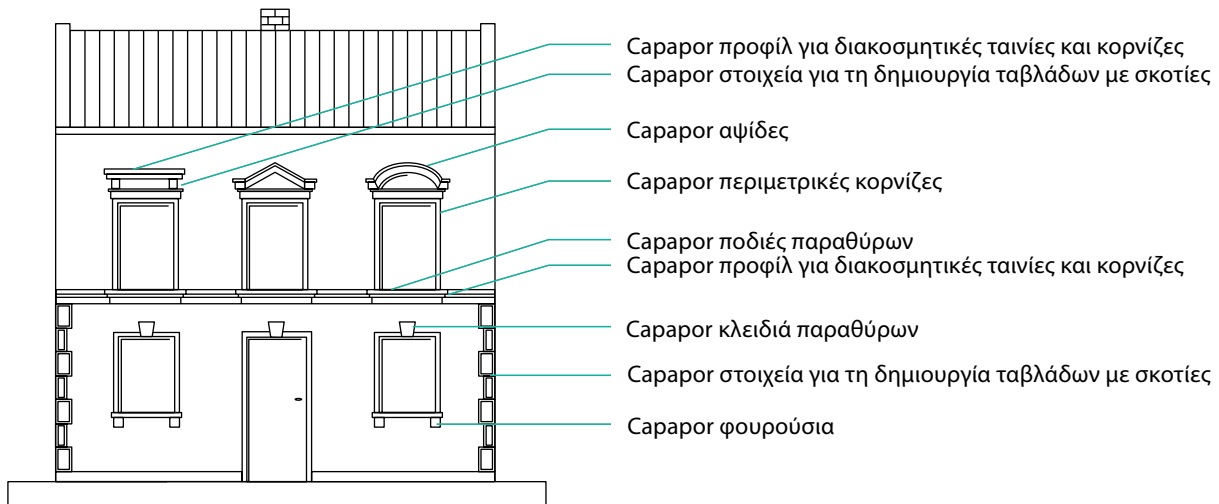 Capapor προφίλ για διακοσμητικές ταινίες και κορνίζες
Capapor στοιχεία για τη δημιουργία ταβλάδων με σκοτίες
Capapor αψίδες
Capapor περιμετρικές κορνίζες
Capapor ποδιές παραθύρων
Capapor προφίλ για διακοσμητικές ταινίες και κορνίζες
Capapor κλειδιά παραθύρων
Capapor στοιχεία για τη δημιουργία ταβλάδων με σκοτίες
Capapor φουρούσια